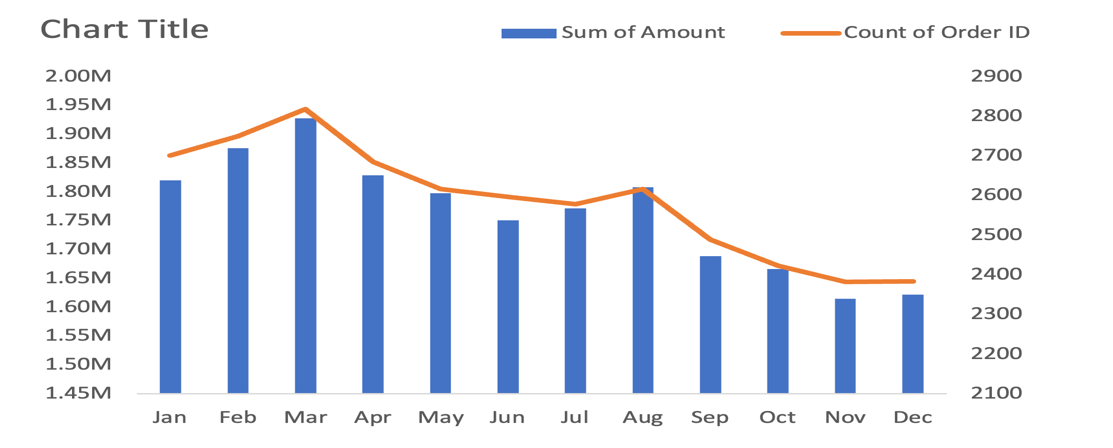 Chart Title
Sum of Amount
Count of Order ID
2.00M
1.95M
1.90M
1.85M
1.80M
1.75M
1.70M
1.65M
1.60M
1.55M
1.50M
1.45M
2900
2800
2700
2600
2500
2400
2300
2200
2100
Jan Feb Mar Apr May Jun Jul Aug Sep Oct Nov Dec